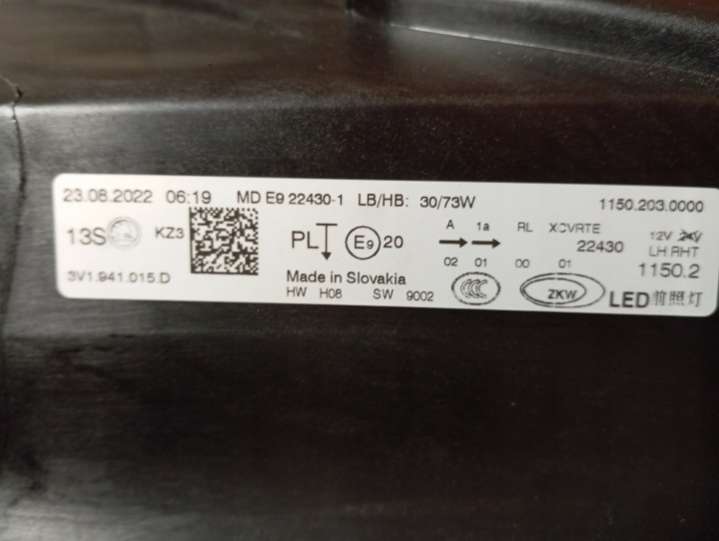 23.08.2022 06:19 MD E9 22430-1 LB/HB: 30/73W 1150.203.0000
13S KZ3 PL E9 20 A 1a RL XCVRTE 12V 24V
22430 LH RHT
02 01 00 01 1150.2
3V1.941.015.D Made in Slovakia
HW H08 SW 9002 CCC ZKW LED前照灯